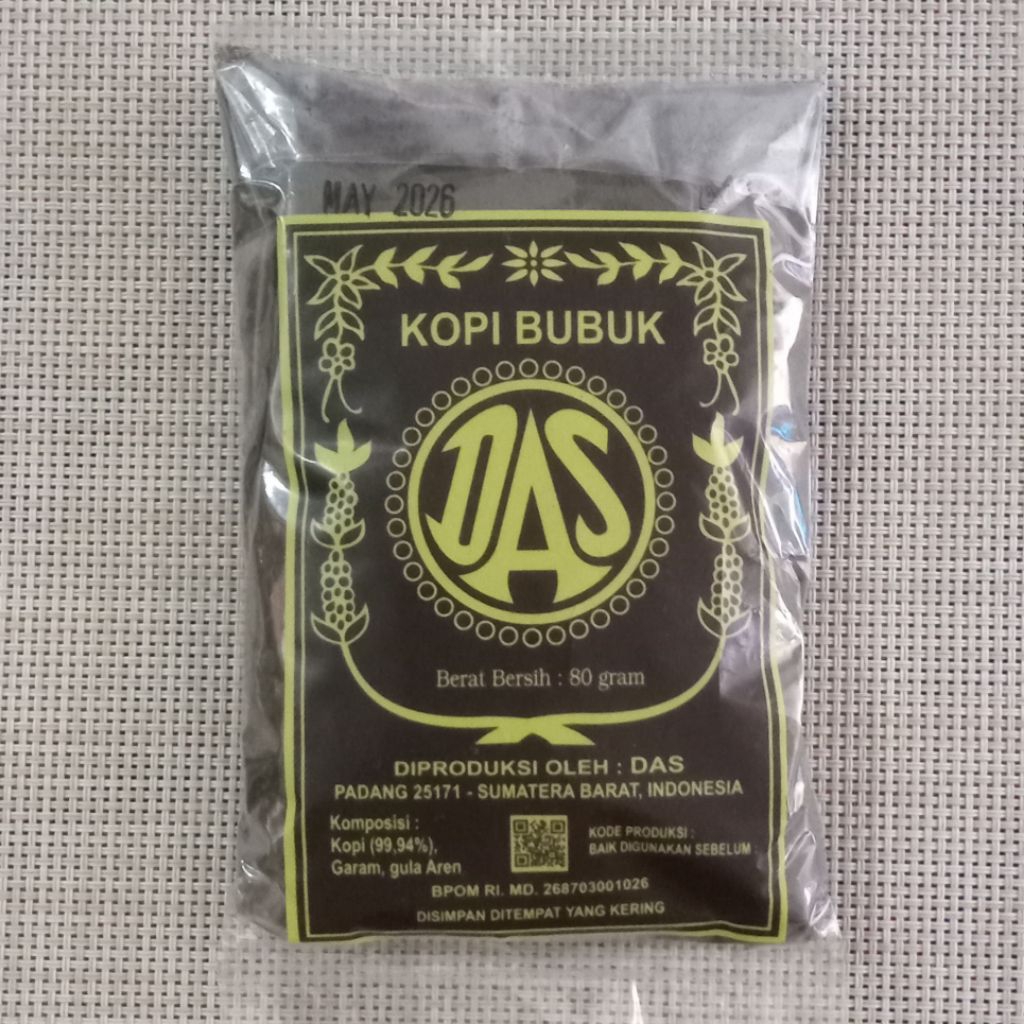 MAY 2026
KOPI BUBUK
DAS
Berat Bersih : 80 gram
DIPRODUKSI OLEH : DAS
PADANG 25171 - SUMATERA BARAT, INDONESIA
Komposisi :
Kopi (99,94%),
Garam, gula Aren
KODE PRODUKSI :
BAIK DIGUNAKAN SEBELUM
BPOM RI. MD. 268703001026
DISIMPAN DITEMPAT YANG KERING